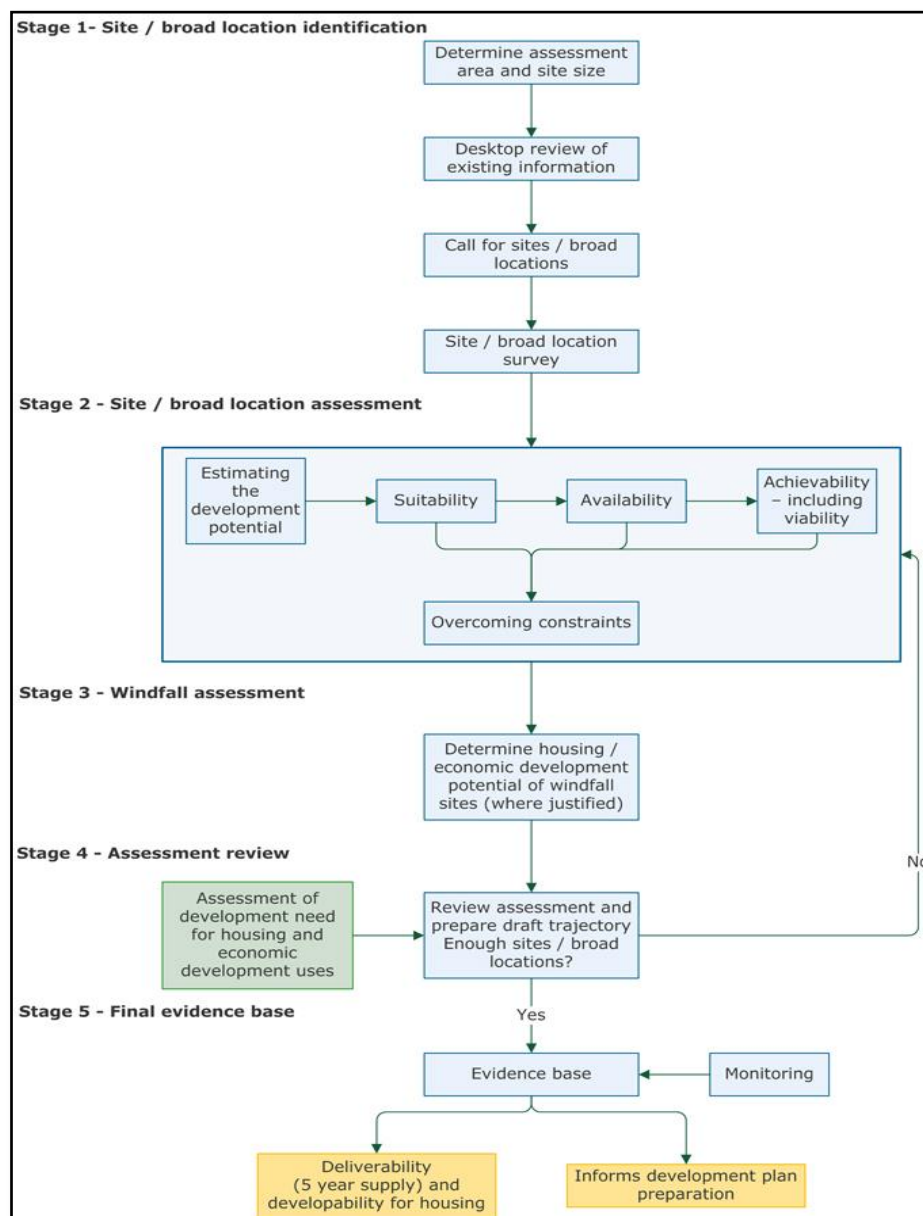 Stage 1- Site / broad location identification
Determine assessment
area and site size
Desktop review of
existing information
Call for sites / broad
locations
Site / broad location
survey
Stage 2 - Site / broad location assessment
Estimating
the
development
potential
Suitability
Availability
Achievability
– including
viability
Overcoming constraints
Stage 3 - Windfall assessment
Determine housing /
economic development
potential of windfall
sites (where justified)
Stage 4 - Assessment review
No
Assessment of
development need
for housing and
economic
development uses
Review assessment and
prepare draft trajectory
Enough sites / broad
locations?
Stage 5 - Final evidence base
Yes
Evidence base
Monitoring
Deliverability
(5 year supply) and
developability for housing
Informs development plan
preparation